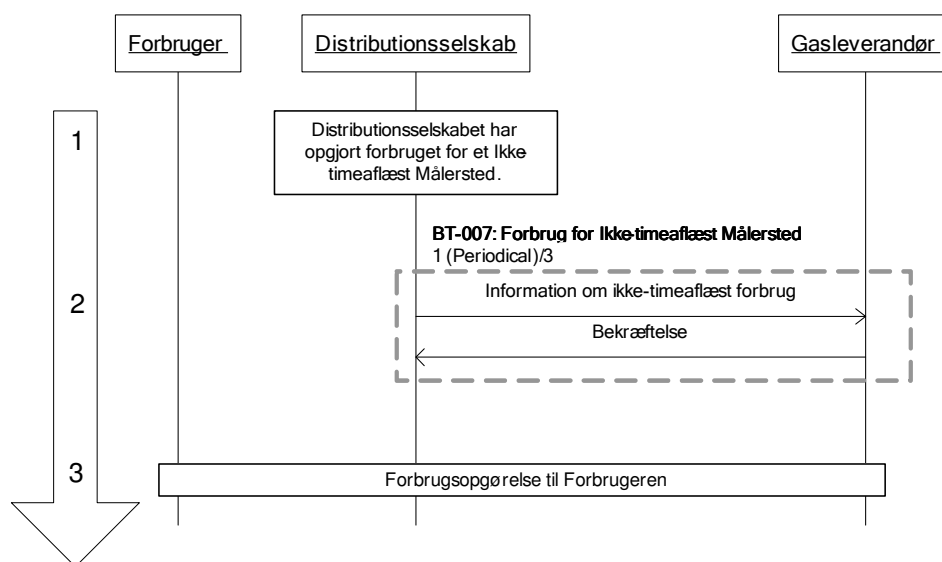 Forbruger
Distributionsselskab
Gasleverandør
1
Distributionsselskabet har
opgjort forbruget for et Ikke-
timeaflæst Målersted.
BT-007: Forbrug for Ikke-timeaflæst Målersted
1 (Periodical)/3
2
Information om ikke-timeaflæst forbrug
Bekræftelse
3
Forbrugsopgørelse til Forbrugeren